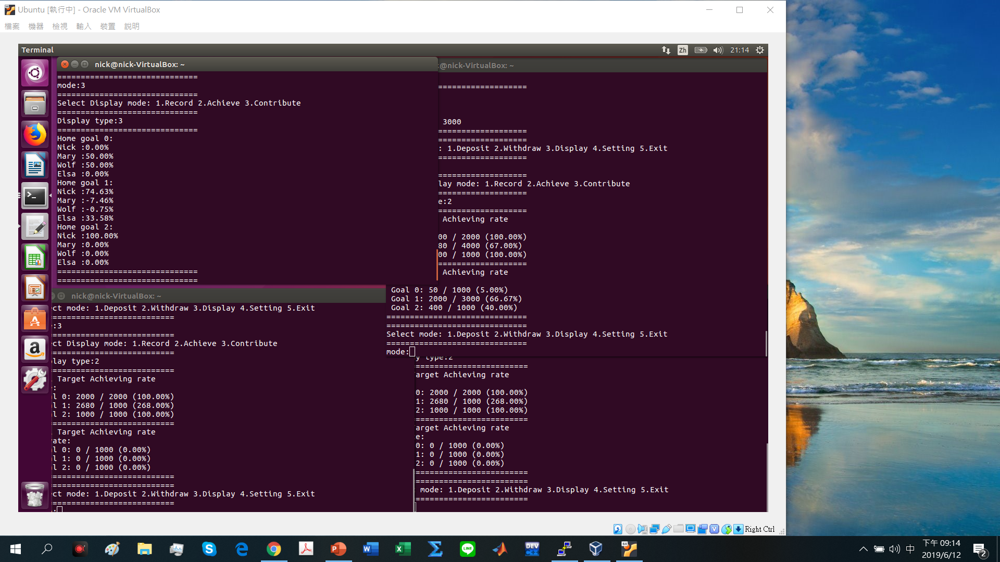 Ubuntu [執行中] - Oracle VM VirtualBox
檔案 機器 檢視 輸入 裝置 說明
Terminal
Zh
21:14
nick@nick-VirtualBox: ~
==============================
mode:3
==============================
Select Display mode: 1.Record 2.Achieve 3.Contribute
==============================
Display type:3
==============================
Home goal 0:
Nick :0.00%
Mary :50.00%
Wolf :50.00%
Elsa :0.00%
Home goal 1:
Nick :74.63%
Mary :-7.46%
Wolf :-0.75%
Elsa :33.58%
Home goal 2:
Nick :100.00%
Mary :0.00%
Wolf :0.00%
Elsa :0.00%
==============================
==============================
@nick-VirtualBox: ~
===================
3000
===================
===================
: 1.Deposit 2.Withdraw 3.Display 4.Setting 5.Exit
===================
===================
lay mode: 1.Record 2.Achieve 3.Contribute
===================
e:2
===================
Achieving rate
00 / 2000 (100.00%)
80 / 4000 (67.00%)
00 / 1000 (100.00%)
===================
Achieving rate
Goal 0: 50 / 1000 (5.00%)
Goal 1: 2000 / 3000 (66.67%)
Goal 2: 400 / 1000 (40.00%)
==============================
==============================
Select mode: 1.Deposit 2.Withdraw 3.Display 4.Setting 5.Exit
==============================
mode:
nick@nick-VirtualBox: ~
ct mode: 1.Deposit 2.Withdraw 3.Display 4.Setting 5.Exit
==========================
:3
==========================
ct Display mode: 1.Record 2.Achieve 3.Contribute
==========================
lay type:2
==========================
Target Achieving rate
:
l 0: 2000 / 2000 (100.00%)
l 1: 2680 / 1000 (268.00%)
l 2: 1000 / 1000 (100.00%)
==========================
Target Achieving rate
ate:
l 0: 0 / 1000 (0.00%)
l 1: 0 / 1000 (0.00%)
l 2: 0 / 1000 (0.00%)
==========================
==========================
ct mode: 1.Deposit 2.Withdraw 3.Display 4.Setting 5.Exit
==========================
:
y type:2
========================
arget Achieving rate
0: 2000 / 2000 (100.00%)
1: 2680 / 1000 (268.00%)
2: 1000 / 1000 (100.00%)
========================
arget Achieving rate
e:
0: 0 / 1000 (0.00%)
1: 0 / 1000 (0.00%)
2: 0 / 1000 (0.00%)
========================
========================
mode: 1.Deposit 2.Withdraw 3.Display 4.Setting 5.Exit
========================
Right Ctrl
LINE
DEV
64
中
下午 09:14
2019/6/12
2